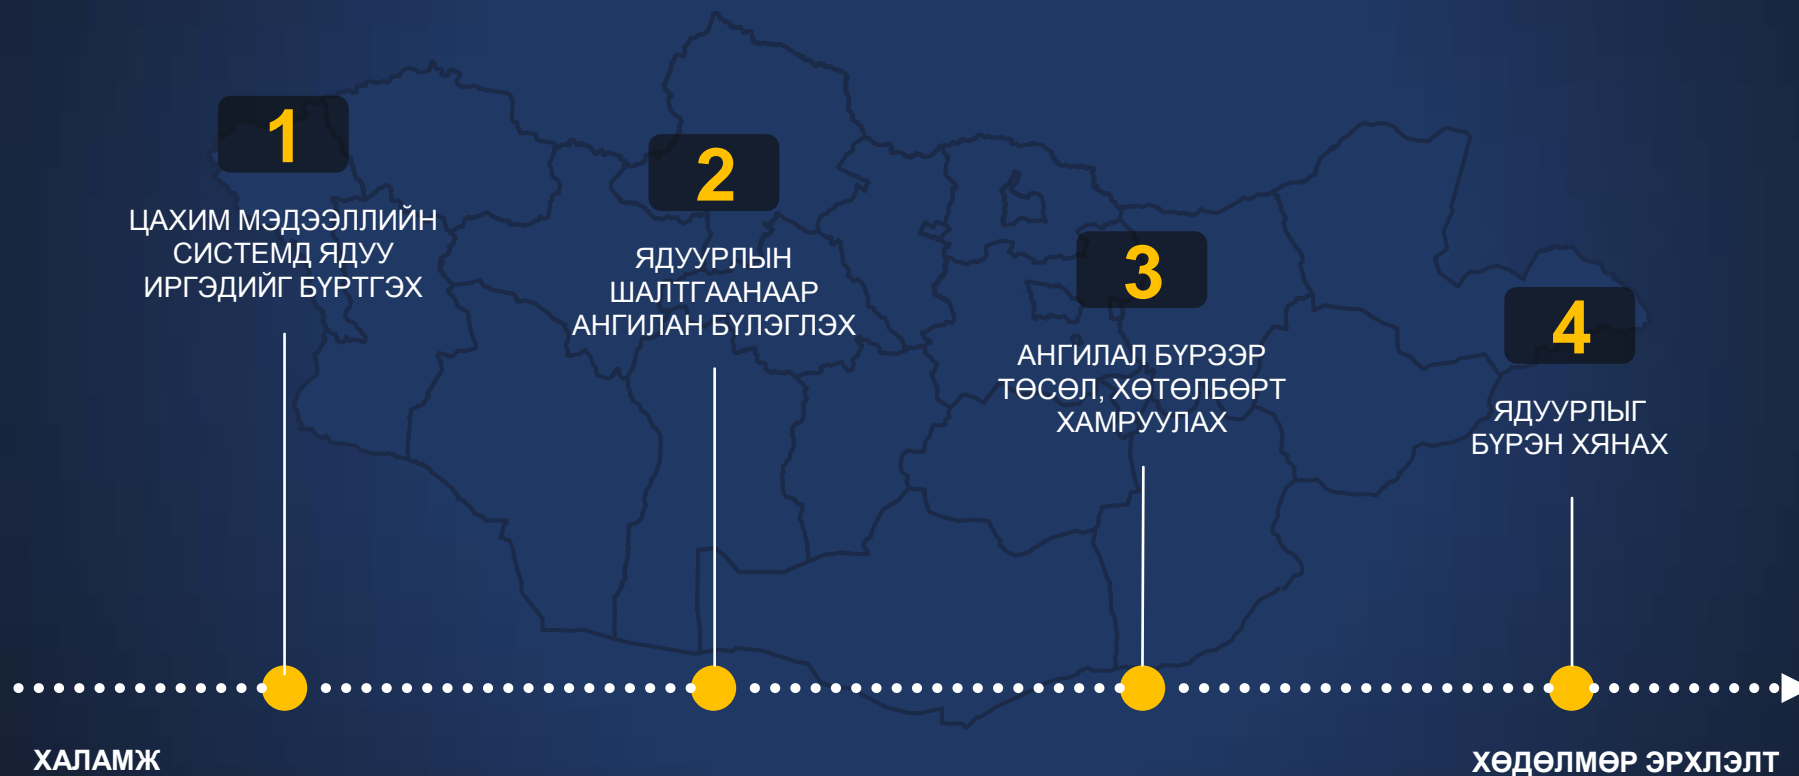 1
ЦАХИМ МЭДЭЭЛЛИЙН
СИСТЕМД ЯДУУ
ИРГЭДИЙГ БҮРТГЭХ
2
ЯДУУРЛЫН
ШАЛТГААНААР
АНГИЛАН БҮЛЭГЛЭХ
3
АНГИЛАЛ БҮРЭЭР
ТӨСӨЛ, ХӨТӨЛБӨРТ
ХАМРУУЛАХ
4
ЯДУУРЛЫГ
БҮРЭН ХЯНАХ
ХАЛАМЖ
ХӨДӨЛМӨР ЭРХЛЭЛТ